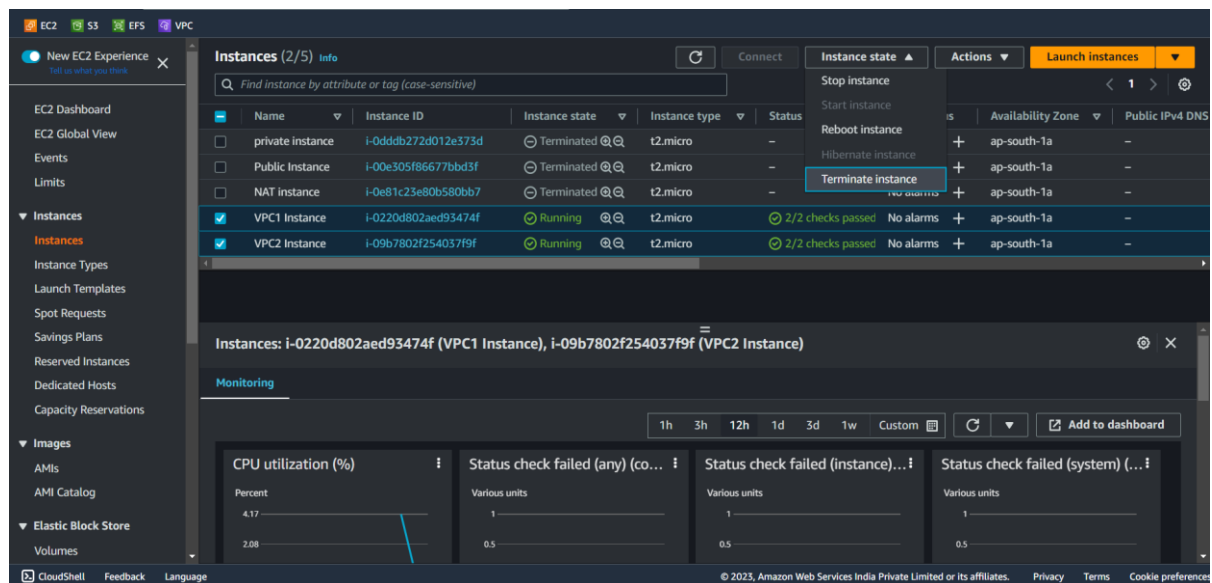 EC2 S3 EFS VPC
New EC2 Experience
Tell us what you think
EC2 Dashboard
EC2 Global View
Events
Limits
Instances
Instances
Instance Types
Launch Templates
Spot Requests
Savings Plans
Reserved Instances
Dedicated Hosts
Capacity Reservations
Images
AMIs
AMI Catalog
Elastic Block Store
Volumes
Instances (2/5) Info
Connect Instance state Actions Launch instances
Find instance by attribute or tag (case-sensitive)
1
Stop instance
Start instance
Reboot instance
Hibernate instance
Terminate instance
Name Instance ID Instance state Instance type Status Availability Zone Public IPv4 DNS
private instance i-0dddb272d012e373d Terminated t2.micro – ap-south-1a –
Public Instance i-00e305f86677bbd3f Terminated t2.micro – ap-south-1a –
NAT instance i-0e81c23e80b580bb7 Terminated t2.micro – No alarms ap-south-1a –
VPC1 Instance i-0220d802aed93474f Running t2.micro 2/2 checks passed No alarms ap-south-1a –
VPC2 Instance i-09b7802f254037f9f Running t2.micro 2/2 checks passed No alarms ap-south-1a –
Instances: i-0220d802aed93474f (VPC1 Instance), i-09b7802f254037f9f (VPC2 Instance)
Monitoring
1h 3h 12h 1d 3d 1w Custom Add to dashboard
CPU utilization (%)
Percent
4.17
2.08
Status check failed (any) (co...
Various units
1
0.5
Status check failed (instance)...
Various units
1
0.5
Status check failed (system) (...
Various units
1
0.5
CloudShell Feedback Language © 2023, Amazon Web Services India Private Limited or its affiliates. Privacy Terms Cookie preferences